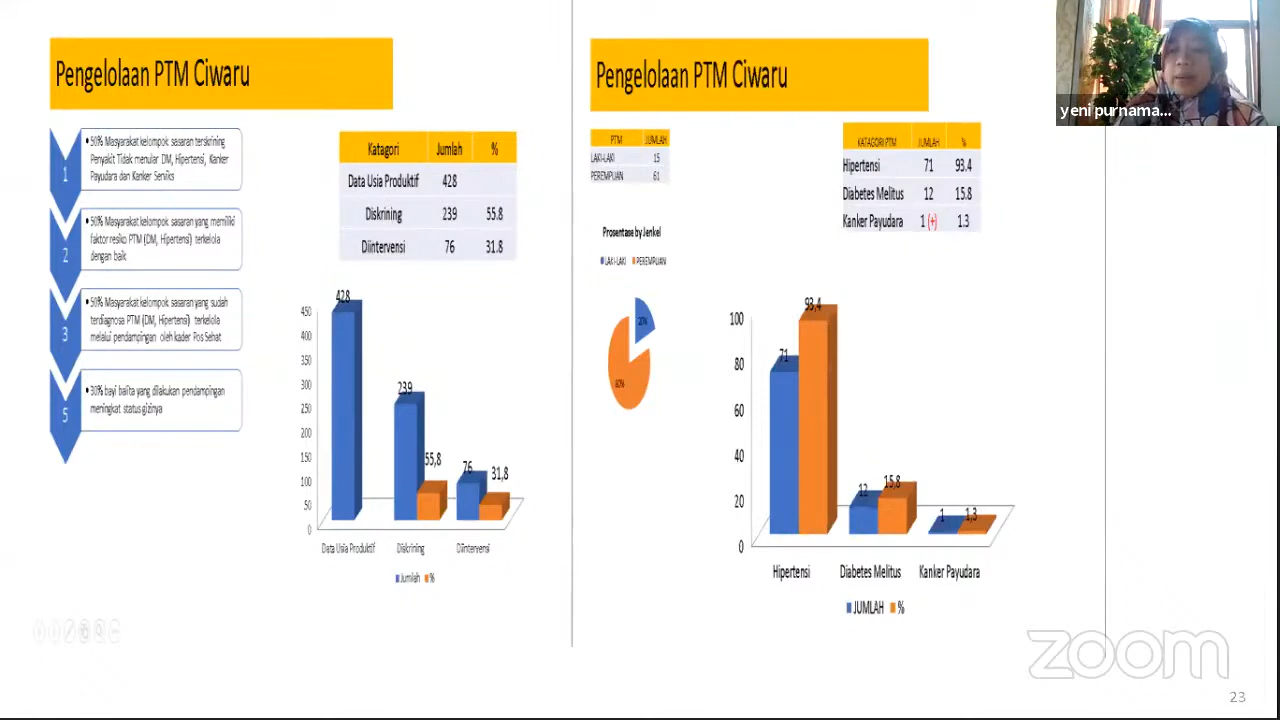 Pengelolaan PTM Ciwaru
1
• 50% Masyarakat kelompok sasaran terskrining
Penyakit Tidak menular DM, Hipertensi, Kanker
Payudara dan Kanker Serviks
2
• 50% Masyarakat kelompok sasaran yang memiliki
faktor resiko PTM (DM, Hipertensi) terkelola
dengan baik
3
• 50% Masyarakat kelompok sasaran yang sudah
terdiagnosa PTM (DM, Hipertensi) terkelola
melalui pendampingan oleh kader Pos Sehat
5
• 30% bayi balita yang dilakukan pendampingan
meningkat status gizinya
Katagori Jumlah %
Data Usia Produktif 428
Diskrining 239 55.8
Diintervensi 76 31.8
450
400
350
300
250
200
150
100
50
0
428
239
55,8
76
31,8
Data Usia Produktif Diskrining Diintervensi
Jumlah %
Pengelolaan PTM Ciwaru
PTM JUMLAH
LAKI-LAKI 15
PEREMPUAN 61
Prosentase by Jenkel
LAKI-LAKI PEREMPUAN
20%
80%
KATAGORI PTM JUMLAH %
Hipertensi 71 93.4
Diabetes Melitus 12 15.8
Kanker Payudara 1 (+) 1.3
100
80
60
40
20
0
71
93,4
12
15,8
1
1,3
Hipertensi Diabetes Melitus Kanker Payudara
JUMLAH %
yeni purnama...
zoom
23